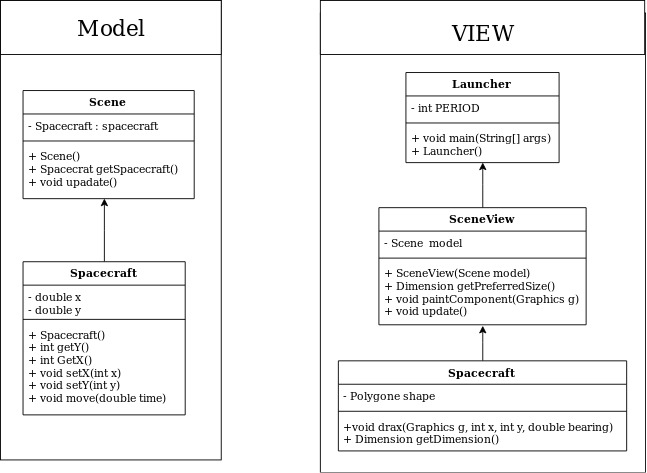 Model
Scene
- Spacecraft : spacecraft
+ Scene()
+ Spacecrat getSpacecraft()
+ void upadate()
Spacecraft
- double x
- double y
+ Spacecraft()
+ int getY()
+ int GetX()
+ void setX(int x)
+ void setY(int y)
+ void move(double time)
VIEW
Launcher
- int PERIOD
+ void main(String[] args)
+ Launcher()
SceneView
- Scene  model
+ SceneView(Scene model)
+ Dimension getPreferredSize()
+ void paintComponent(Graphics g)
+ void update()
Spacecraft
- Polygone shape
+void drax(Graphics g, int x, int y, double bearing)
+ Dimension getDimension()